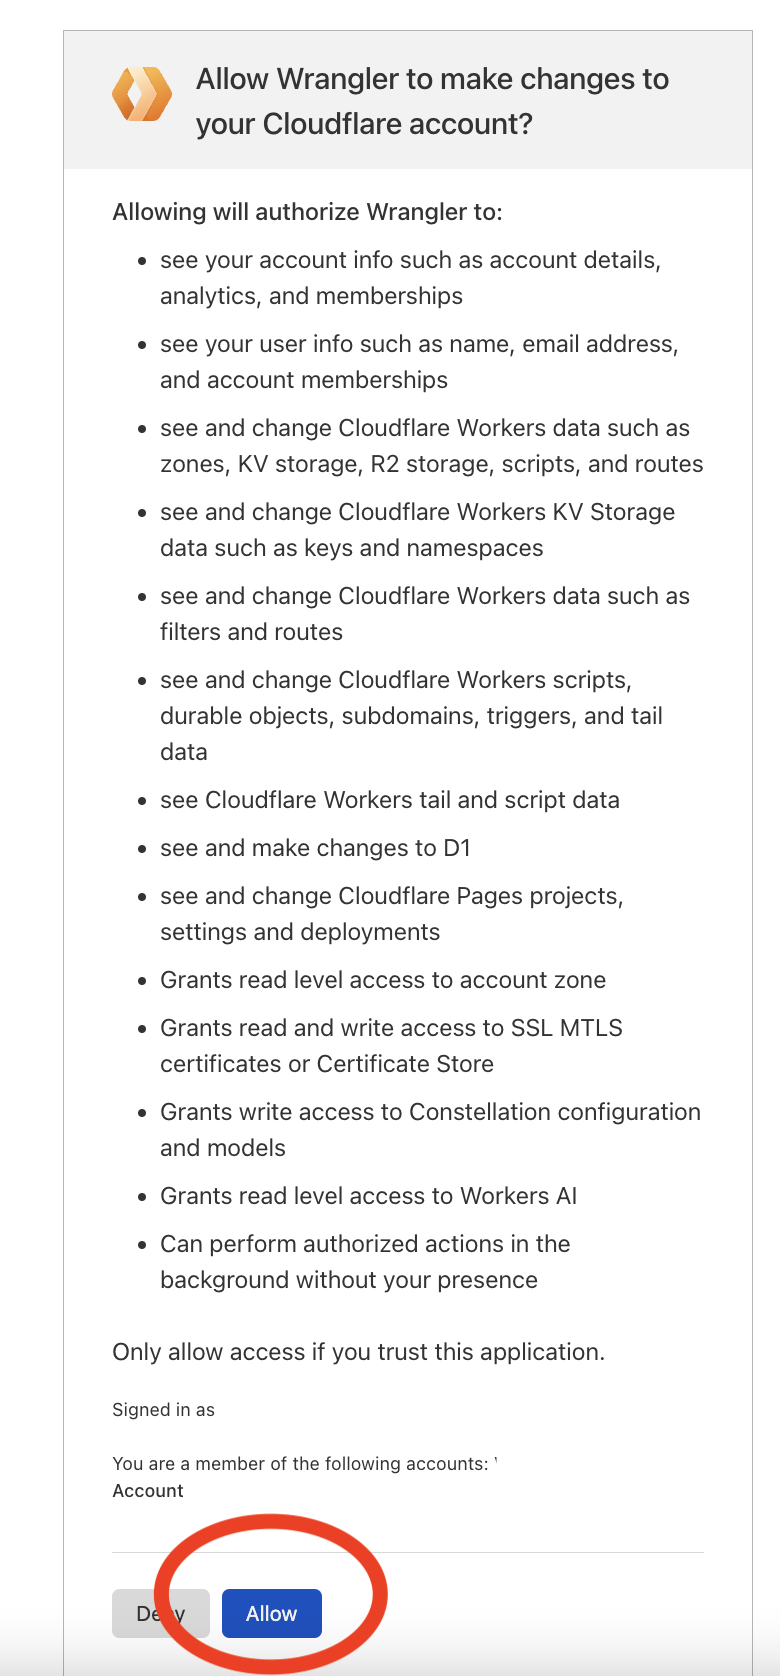 Allow Wrangler to make changes to
your Cloudflare account?
Allowing will authorize Wrangler to:
see your account info such as account details,
analytics, and memberships
see your user info such as name, email address,
and account memberships
see and change Cloudflare Workers data such as
zones, KV storage, R2 storage, scripts, and routes
see and change Cloudflare Workers KV Storage
data such as keys and namespaces
see and change Cloudflare Workers data such as
filters and routes
see and change Cloudflare Workers scripts,
durable objects, subdomains, triggers, and tail
data
see Cloudflare Workers tail and script data
see and make changes to D1
see and change Cloudflare Pages projects,
settings and deployments
Grants read level access to account zone
Grants read and write access to SSL MTLS
certificates or Certificate Store
Grants write access to Constellation configuration
and models
Grants read level access to Workers AI
Can perform authorized actions in the
background without your presence
Only allow access if you trust this application.
Signed in as
You are a member of the following accounts:
Account
Deny Allow